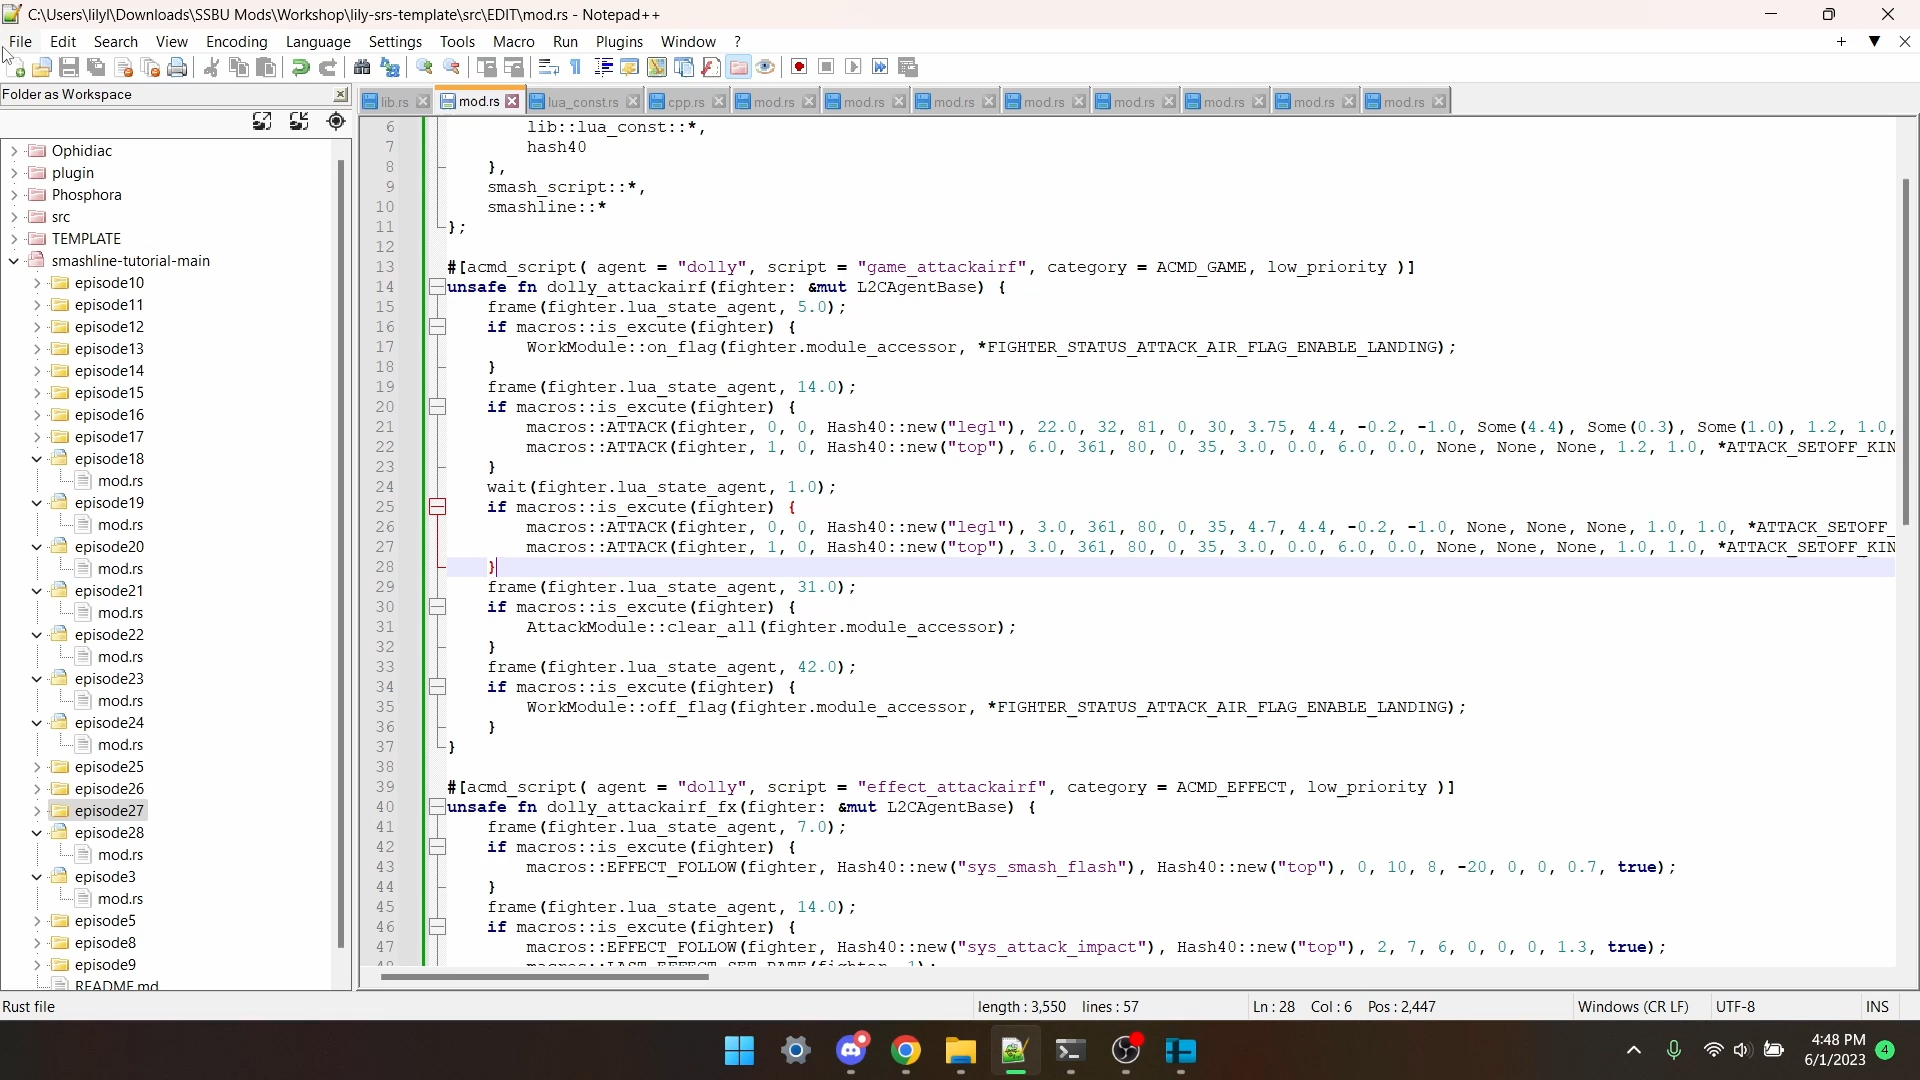 C:\Users\lilyl\Downloads\SSBU Mods\Workshop\lily-srs-template\src\EDIT\mod.rs - Notepad++
File Edit Search View Encoding Language Settings Tools Macro Run Plugins Window ?
Folder as Workspace
lib.rs mod.rs lua_const.rs cpp.rs mod.rs mod.rs mod.rs mod.rs mod.rs mod.rs mod.rs mod.rs
Ophidiac
plugin
Phosphora
src
TEMPLATE
smashline-tutorial-main
episode10
episode11
episode12
episode13
episode14
episode15
episode16
episode17
episode18
mod.rs
episode19
mod.rs
episode20
mod.rs
episode21
mod.rs
episode22
mod.rs
episode23
mod.rs
episode24
mod.rs
episode25
episode26
episode27
episode28
mod.rs
episode3
mod.rs
episode5
episode8
episode9
README.md
6 lib::lua_const::*,
7 hash40
8 },
9 smash_script::*,
10 smashline::*
11 };
12
13 #[acmd_script( agent = "dolly", script = "game_attackairf", category = ACMD_GAME, low_priority )]
14 unsafe fn dolly_attackairf(fighter: &mut L2CAgentBase) {
15 frame(fighter.lua_state_agent, 5.0);
16 if macros::is_excute(fighter) {
17 WorkModule::on_flag(fighter.module_accessor, *FIGHTER_STATUS_ATTACK_AIR_FLAG_ENABLE_LANDING);
18 }
19 frame(fighter.lua_state_agent, 14.0);
20 if macros::is_excute(fighter) {
21 macros::ATTACK(fighter, 0, 0, Hash40::new("legl"), 22.0, 32, 81, 0, 30, 3.75, 4.4, -0.2, -1.0, Some(4.4), Some(0.3), Some(1.0), 1.2, 1.0,
22 macros::ATTACK(fighter, 1, 0, Hash40::new("top"), 6.0, 361, 80, 0, 35, 3.0, 0.0, 6.0, 0.0, None, None, None, 1.2, 1.0, *ATTACK_SETOFF_KIN
23 }
24 wait(fighter.lua_state_agent, 1.0);
25 if macros::is_excute(fighter) {
26 macros::ATTACK(fighter, 0, 0, Hash40::new("legl"), 3.0, 361, 80, 0, 35, 4.7, 4.4, -0.2, -1.0, None, None, None, 1.0, 1.0, *ATTACK_SETOFF_
27 macros::ATTACK(fighter, 1, 0, Hash40::new("top"), 3.0, 361, 80, 0, 35, 3.0, 0.0, 6.0, 0.0, None, None, None, 1.0, 1.0, *ATTACK_SETOFF_KIN
28 }
29 frame(fighter.lua_state_agent, 31.0);
30 if macros::is_excute(fighter) {
31 AttackModule::clear_all(fighter.module_accessor);
32 }
33 frame(fighter.lua_state_agent, 42.0);
34 if macros::is_excute(fighter) {
35 WorkModule::off_flag(fighter.module_accessor, *FIGHTER_STATUS_ATTACK_AIR_FLAG_ENABLE_LANDING);
36 }
37 }
38
39 #[acmd_script( agent = "dolly", script = "effect_attackairf", category = ACMD_EFFECT, low_priority )]
40 unsafe fn dolly_attackairf_fx(fighter: &mut L2CAgentBase) {
41 frame(fighter.lua_state_agent, 7.0);
42 if macros::is_excute(fighter) {
43 macros::EFFECT_FOLLOW(fighter, Hash40::new("sys_smash_flash"), Hash40::new("top"), 0, 10, 8, -20, 0, 0, 0.7, true);
44 }
45 frame(fighter.lua_state_agent, 14.0);
46 if macros::is_excute(fighter) {
47 macros::EFFECT_FOLLOW(fighter, Hash40::new("sys_attack_impact"), Hash40::new("top"), 2, 7, 6, 0, 0, 0, 1.3, true);
Rust file length : 3,550 lines : 57 Ln : 28 Col : 6 Pos : 2,447 Windows (CR LF) UTF-8 INS
4:48 PM
6/1/2023
4